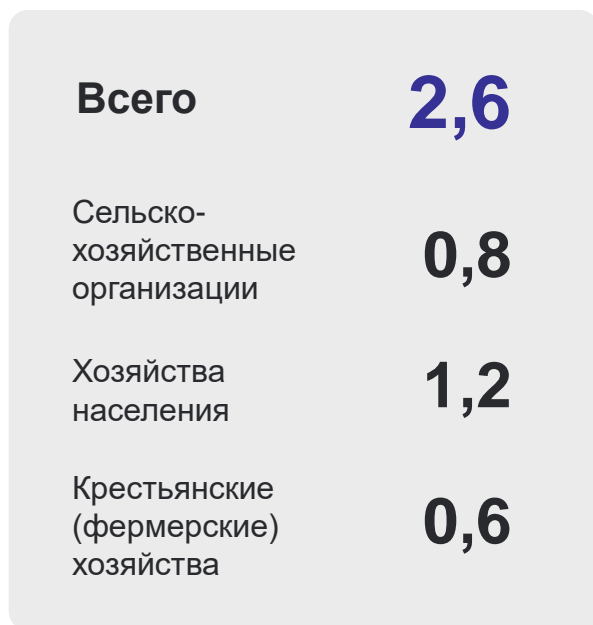 Всего 2,6
Сельско-
хозяйственные 0,8
организации
Хозяйства 1,2
населения
Крестьянские
(фермерские) 0,6
хозяйства